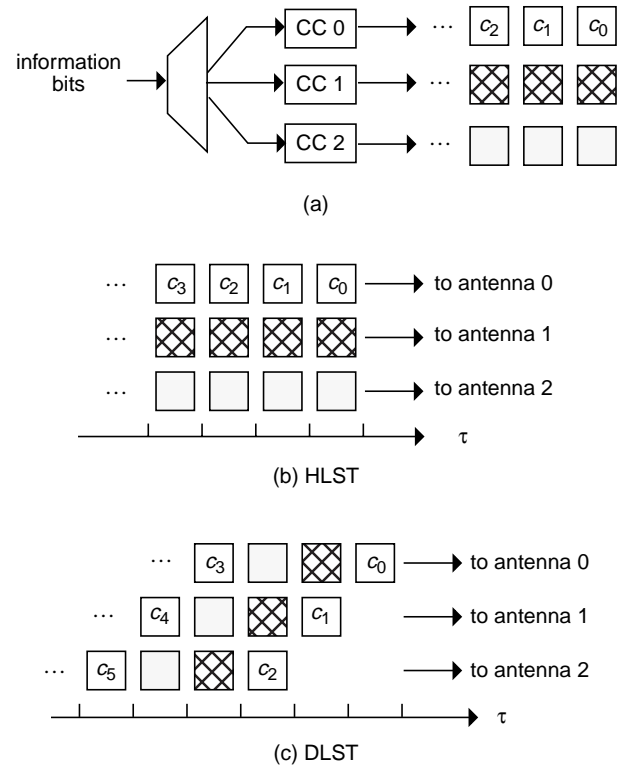 information
bits
CC 0
CC 1
CC 2
… c₂ c₁ c₀
…
…
(a)
… c₃ c₂ c₁ c₀ to antenna 0
… to antenna 1
… to antenna 2
τ
(b) HLST
… c₃ c₀ to antenna 0
… c₄ c₁ to antenna 1
… c₅ c₂ to antenna 2
τ
(c) DLST